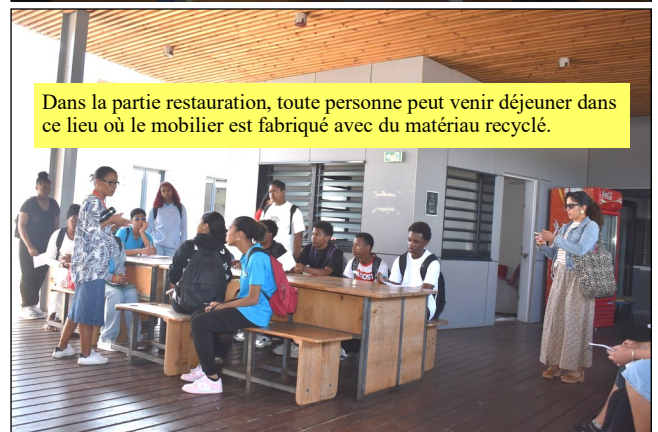 Dans la partie restauration, toute personne peut venir déjeuner dans
ce lieu où le mobilier est fabriqué avec du matériau recyclé.